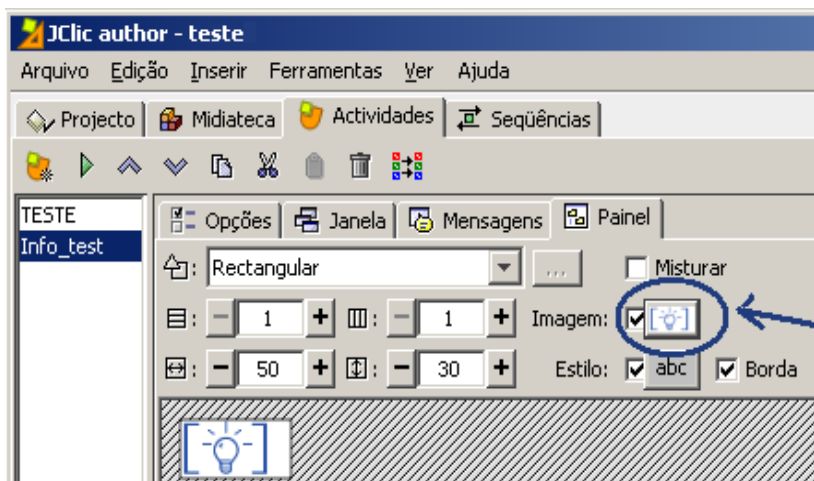 JClic author - teste
Arquivo Edição Inserir Ferramentas Ver Ajuda
Projecto Midiateca Actividades Seqüências
TESTE
Info_test
Opções Janela Mensagens Painel
: Rectangular ... Misturar
: - 1 + : - 1 + Imagem:
: - 50 + : - 30 + Estilo: abc Borda